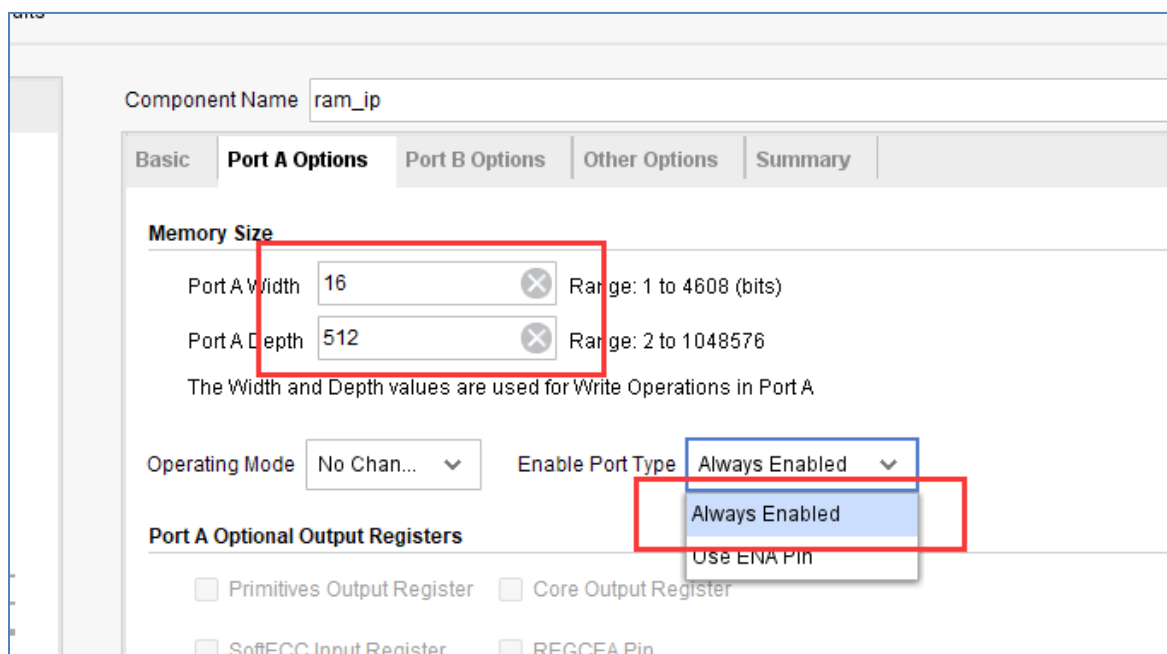 Component Name ram_ip
Basic Port A Options Port B Options Other Options Summary
Memory Size
Port A Width 16 Range: 1 to 4608 (bits)
Port A Depth 512 Range: 2 to 1048576
The Width and Depth values are used for Write Operations in Port A
Operating Mode No Chan... Enable Port Type Always Enabled
Always Enabled
Port A Optional Output Registers
Use ENA Pin
Primitives Output Register Core Output Register
SoftECC Input Register REGCEA Pin